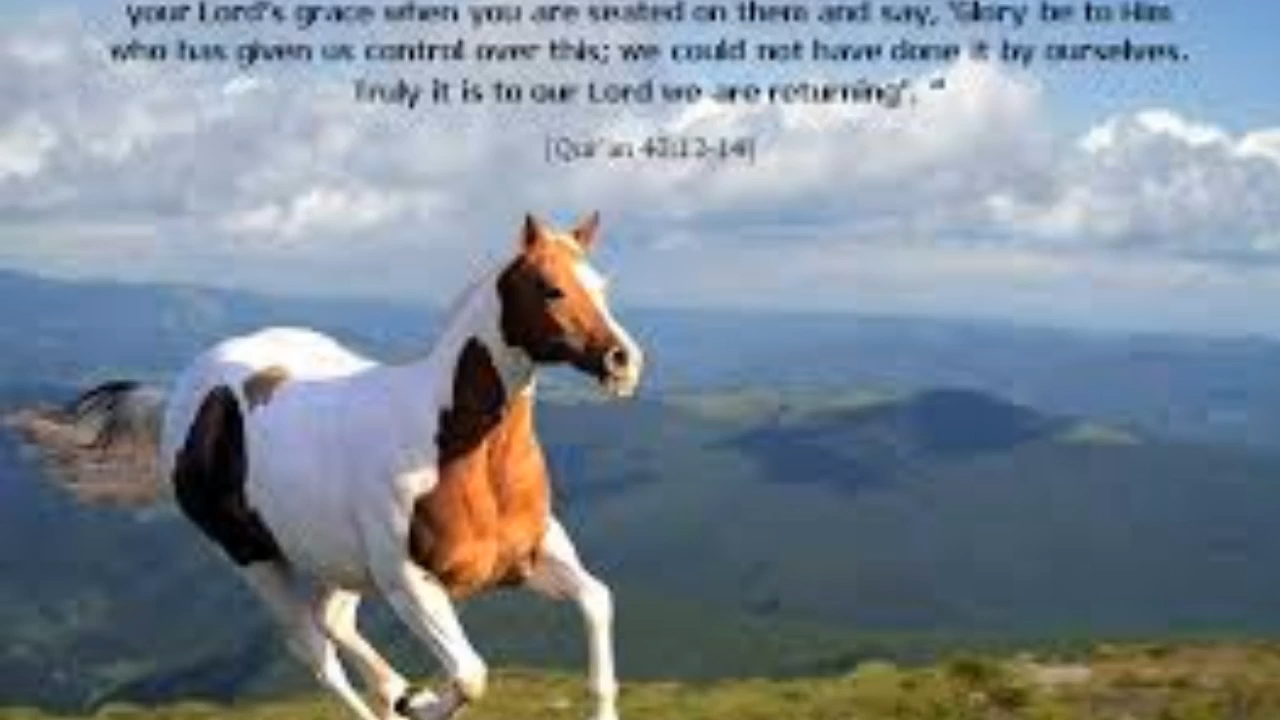 your Lord's grace when you are seated on them and say, 'Glory be to Him
who has given us control over this; we could not have done it by ourselves.
Truly it is to our Lord we are returning'. "
[Qur'an 43:12-14]